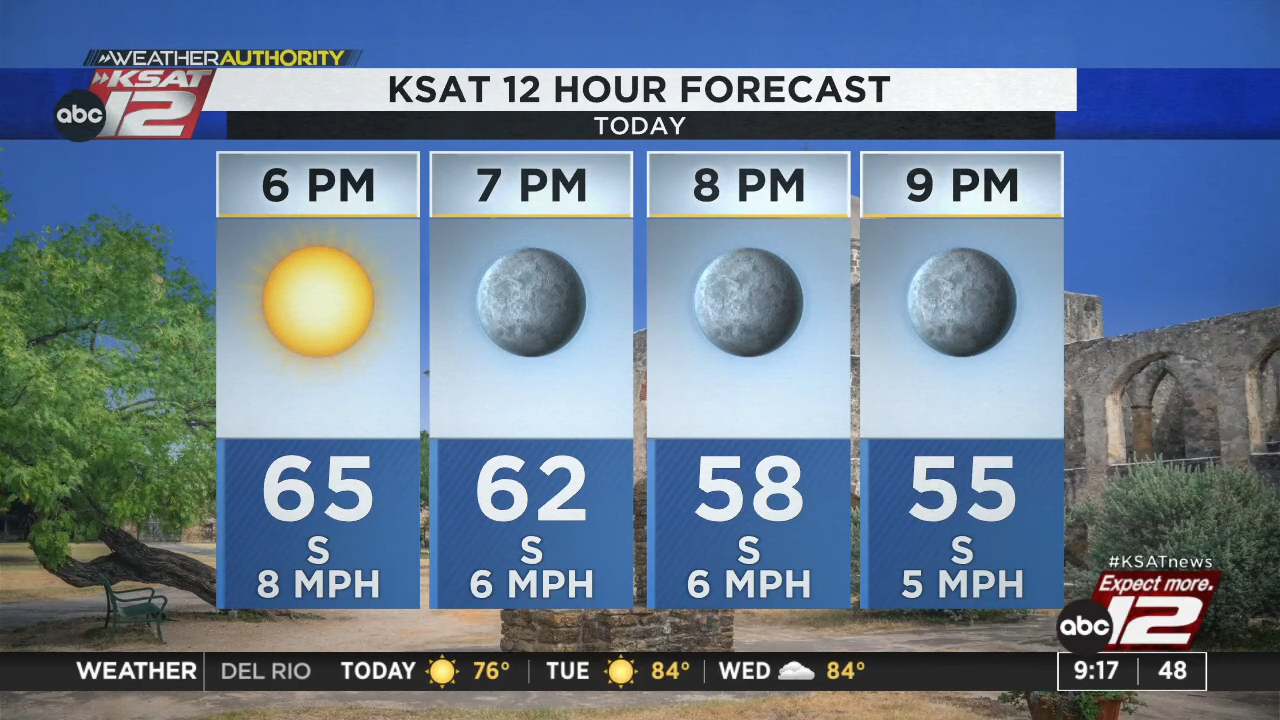 WEATHERAUTHORITY
KSAT
abc 12
KSAT 12 HOUR FORECAST
TODAY
6 PM 7 PM 8 PM 9 PM
65 62 58 55
S S S S
8 MPH 6 MPH 6 MPH 5 MPH
#KSATnews
Expect more.
abc 12
WEATHER DEL RIO TODAY 76° TUE 84° WED 84° 9:17 48